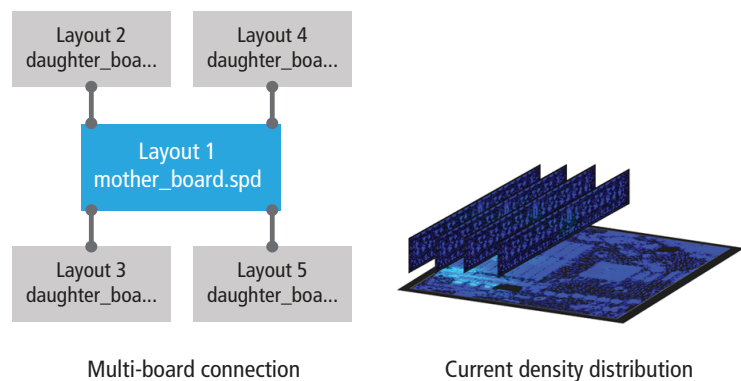 Layout 2
daughter_boa...
Layout 4
daughter_boa...
Layout 1
mother_board.spd
Layout 3
daughter_boa...
Layout 5
daughter_boa...
Multi-board connection
Current density distribution